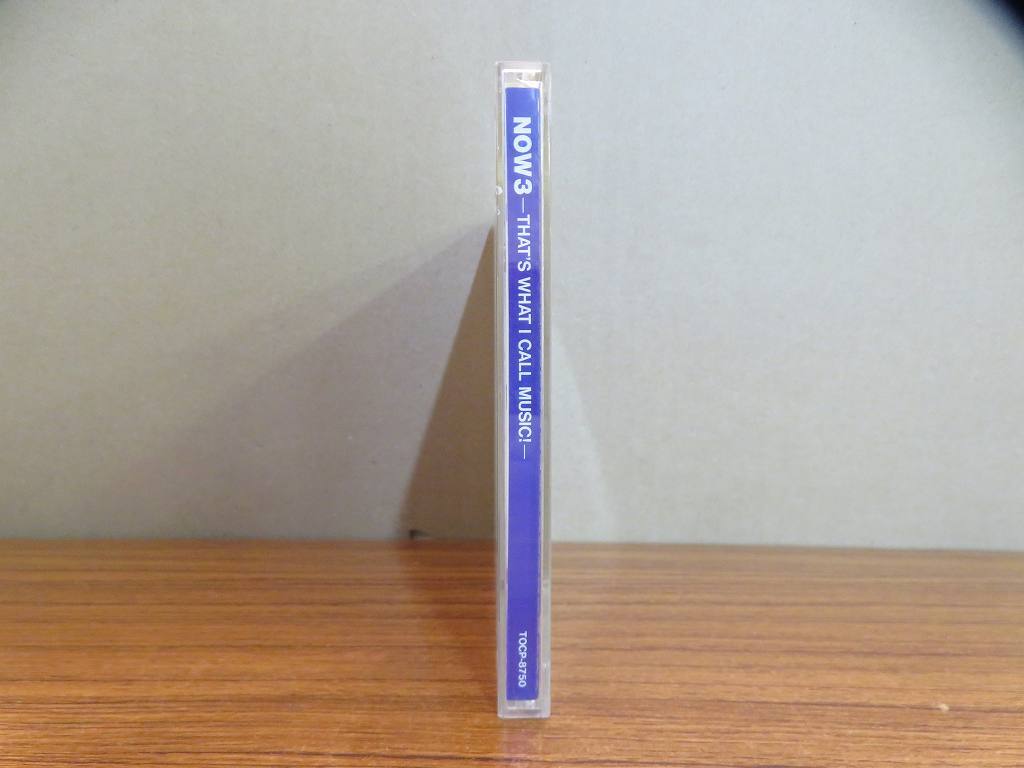 NOW3—THAT'S WHAT I CALL MUSIC!—
TOCP-8750